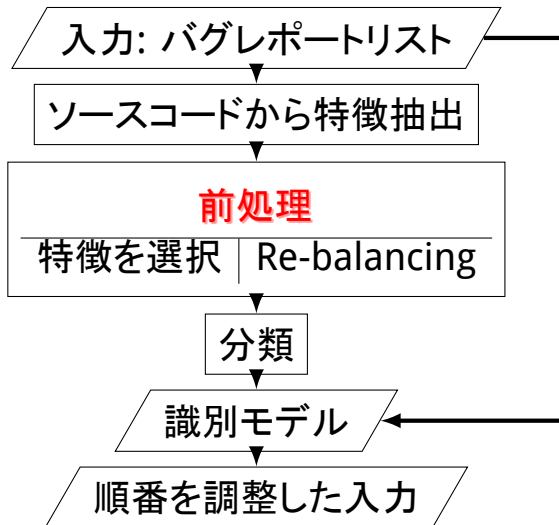 入力: バグレポートリスト
ソースコードから特徴抽出
前処理
特徴を選択 Re-balancing
分類
識別モデル
順番を調整した入力